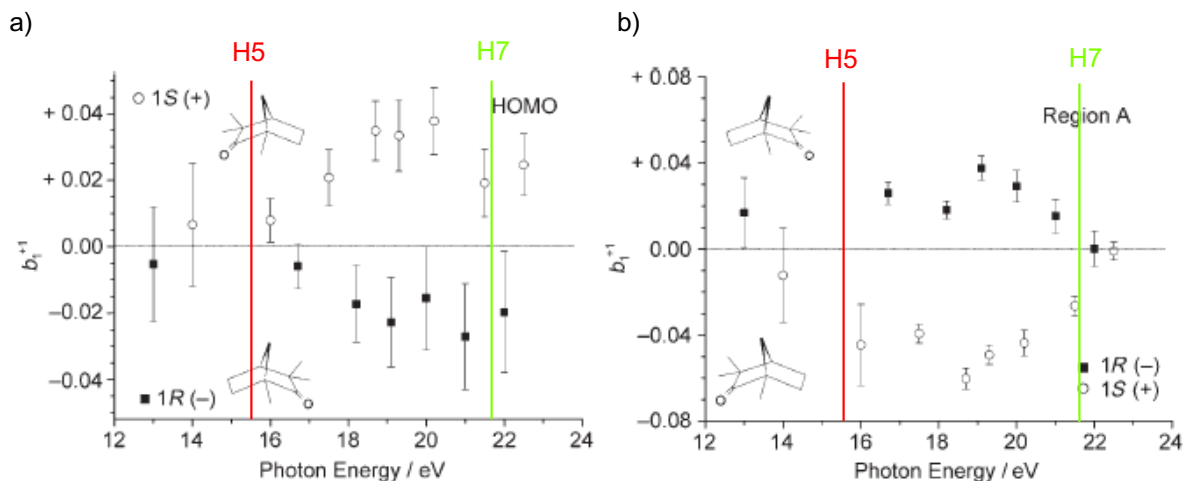 a)
H5
H7
+ 0.04
+ 0.02
0.00
−0.02
−0.04
b₁⁺¹
1S (+)
HOMO
O
O
1R (−)
12 14 16 18 20 22 24
Photon Energy / eV
b)
H5
H7
+ 0.08
+ 0.04
0.00
−0.04
−0.08
b₁⁺¹
Region A
O
O
1R (−)
1S (+)
12 14 16 18 20 22 24
Photon Energy / eV